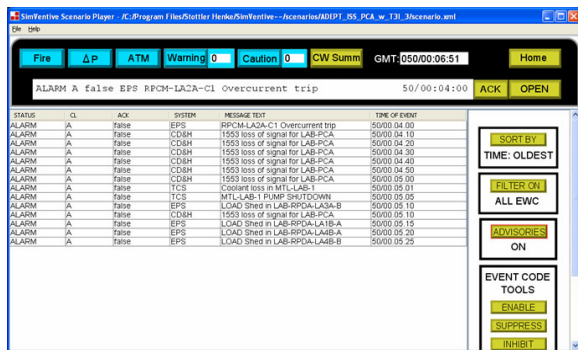 SimVentive Scenario Player - /C:/Program Files/Stottler Henke/SimVentive--/scenarios/ADEPT_ISS_PCA_w_T3I_3/scenario.xml
File Help
Fire ΔP ATM Warning 0 Caution 0 CW Summ GMT: 050/00:06:51 Home
ALARM A false EPS RPCM-LA2A-C1 Overcurrent trip 50/00:04:00 ACK OPEN
STATUS CL ACK SYSTEM MESSAGE TEXT TIME OF EVENT
ALARM A false EPS RPCM-LA2A-C1 Overcurrent trip 50/00.04.00
ALARM A false CD&H 1553 loss of signal for LAB-PCA 50/00.04.10
ALARM A false CD&H 1553 loss of signal for LAB-PCA 50/00.04.20
ALARM A false CD&H 1553 loss of signal for LAB-PCA 50/00.04.30
ALARM A false CD&H 1553 loss of signal for LAB-PCA 50/00.04.40
ALARM A false CD&H 1553 loss of signal for LAB-PCA 50/00.04.50
ALARM A false CD&H 1553 loss of signal for LAB-PCA 50/00.05.00
ALARM A false TCS Coolant loss in MTL-LAB-1 50/00.05.01
ALARM A false TCS MTL-LAB-1 PUMP SHUTDOWN 50/00.05.05
ALARM A false EPS LOAD Shed in LAB-RPDA-LA3A-B 50/00.05.10
ALARM A false CD&H 1553 loss of signal for LAB-PCA 50/00.05.10
ALARM A false EPS LOAD Shed in LAB-RPDA-LA1B-A 50/00.05.15
ALARM A false EPS LOAD Shed in LAB-RPDA-LA4B-A 50/00.05.20
ALARM A false EPS LOAD Shed in LAB-RPDA-LA4B-B 50/00.05.25
SORT BY
TIME: OLDEST
FILTER ON
ALL EWC
ADVISORIES
ON
EVENT CODE
TOOLS
ENABLE
SUPPRESS
INHIBIT